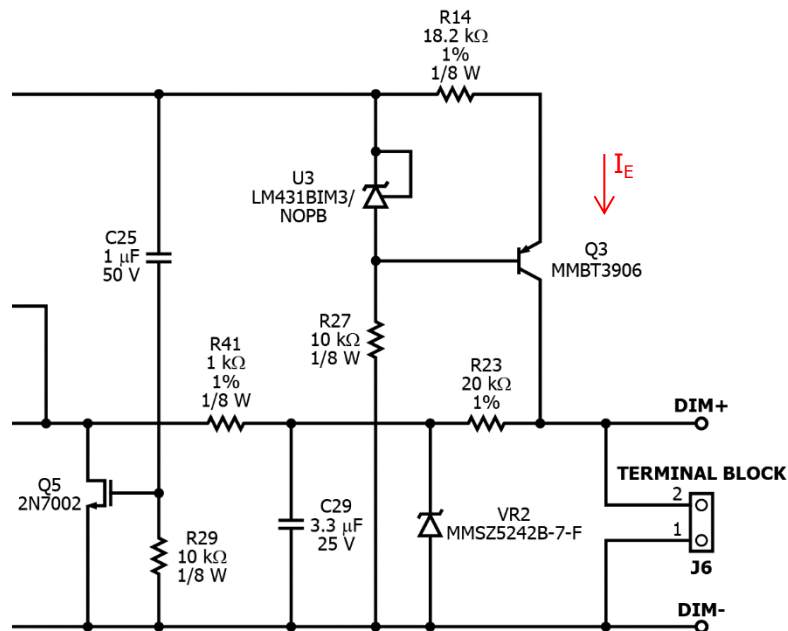 R14
18.2 kΩ
1%
1/8 W
U3
LM431BIM3/
NOPB
I_E
C25
1 μF
50 V
Q3
MMBT3906
R27
10 kΩ
1/8 W
R41
1 kΩ
1%
1/8 W
R23
20 kΩ
1%
DIM+
TERMINAL BLOCK
2
1
J6
Q5
2N7002
C29
3.3 μF
25 V
VR2
MMSZ5242B-7-F
R29
10 kΩ
1/8 W
DIM-